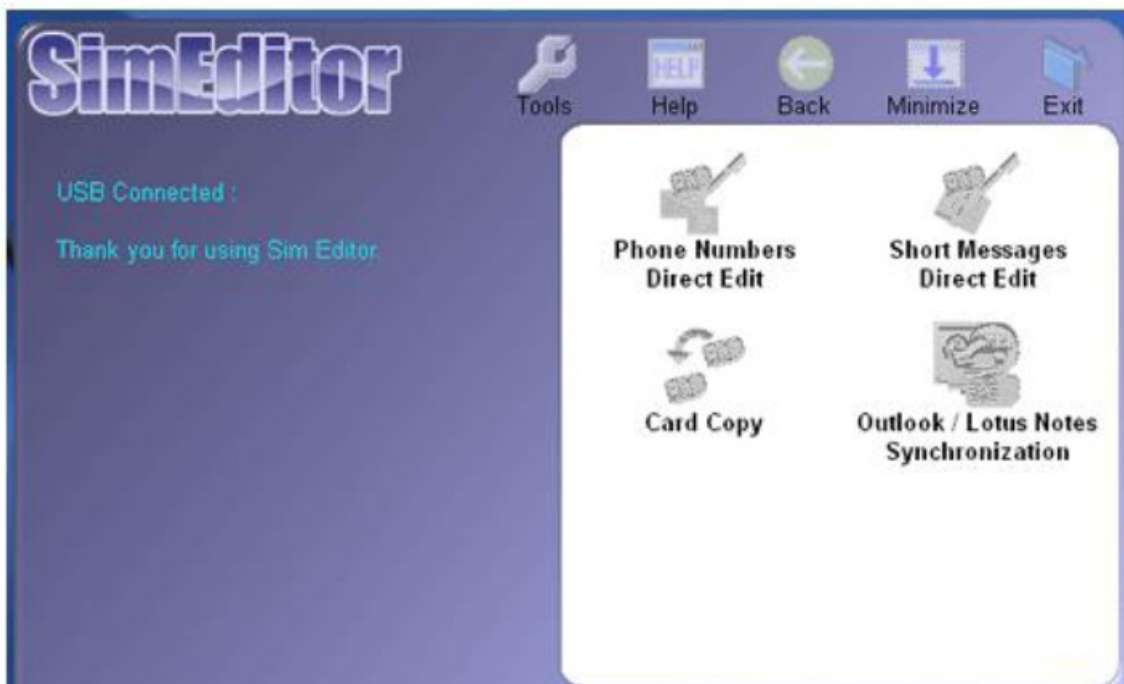 SimEditor
Tools Help Back Minimize Exit
USB Connected :
Thank you for using Sim Editor.
Phone Numbers
Direct Edit
Short Messages
Direct Edit
Card Copy
Outlook / Lotus Notes
Synchronization